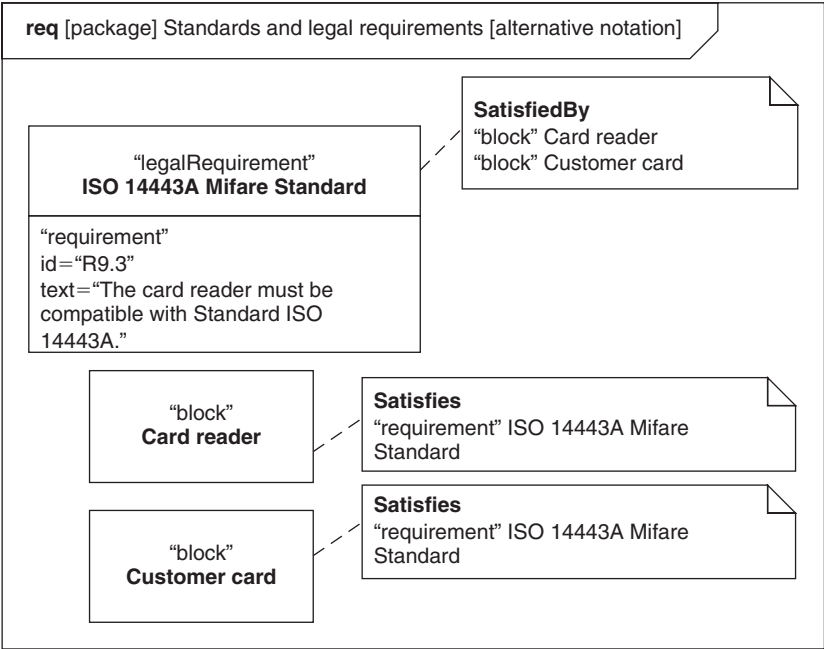 req [package] Standards and legal requirements [alternative notation]
SatisfiedBy
“block” Card reader
“block” Customer card
“legalRequirement”
ISO 14443A Mifare Standard
“requirement”
id=“R9.3”
text=“The card reader must be
compatible with Standard ISO
14443A.”
“block”
Card reader
Satisfies
“requirement” ISO 14443A Mifare
Standard
“block”
Customer card
Satisfies
“requirement” ISO 14443A Mifare
Standard